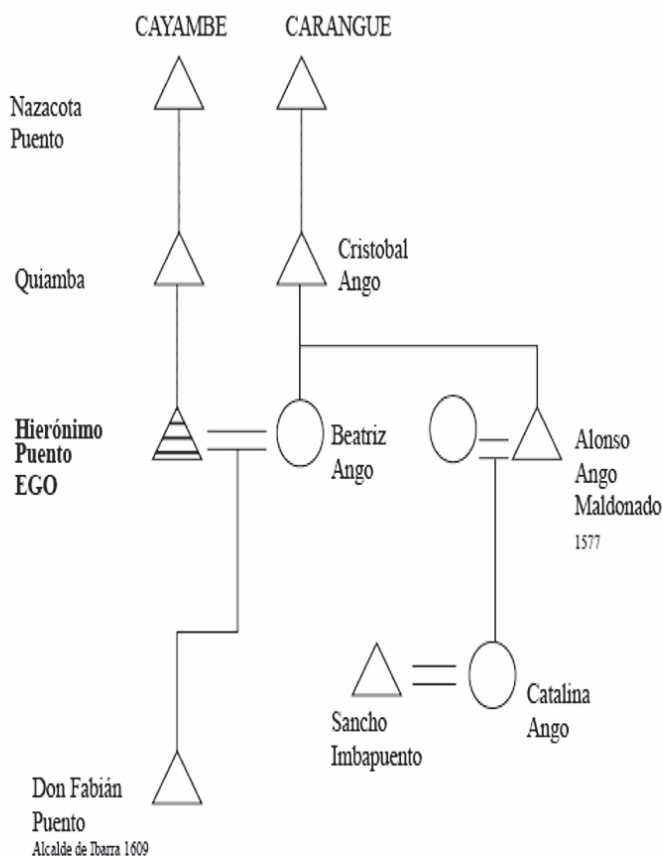 CAYAMBE
CARANGUE
Nazacota
Puento
Quiamba
Cristobal
Ango
Hierónimo
Puento
EGO
Beatriz
Ango
Alonso
Ango
Maldonado
1577
Sancho
Imbapuento
Catalina
Ango
Don Fabián
Puento
Alcalde de Ibarra 1609